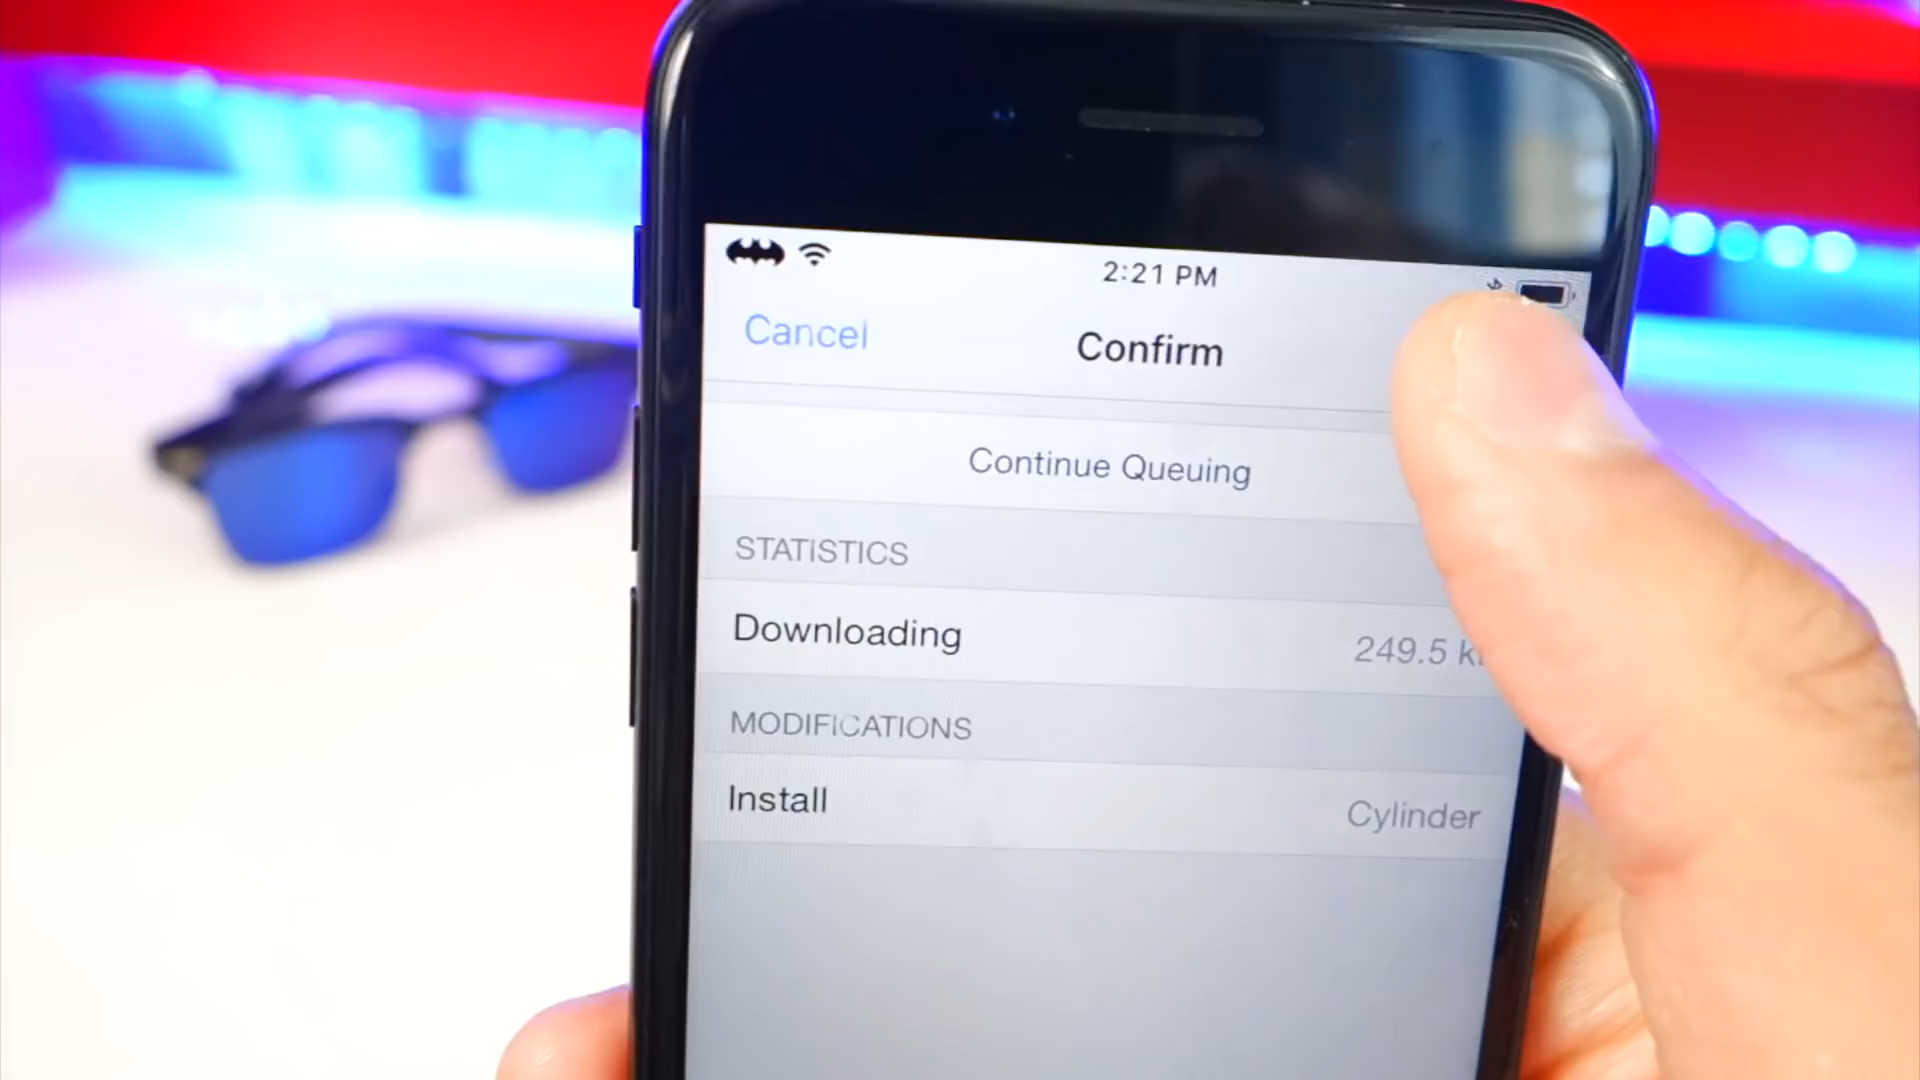 2:21 PM
Cancel
Confirm
Continue Queuing
STATISTICS
Downloading
249.5
MODIFICATIONS
Install
Cylinder